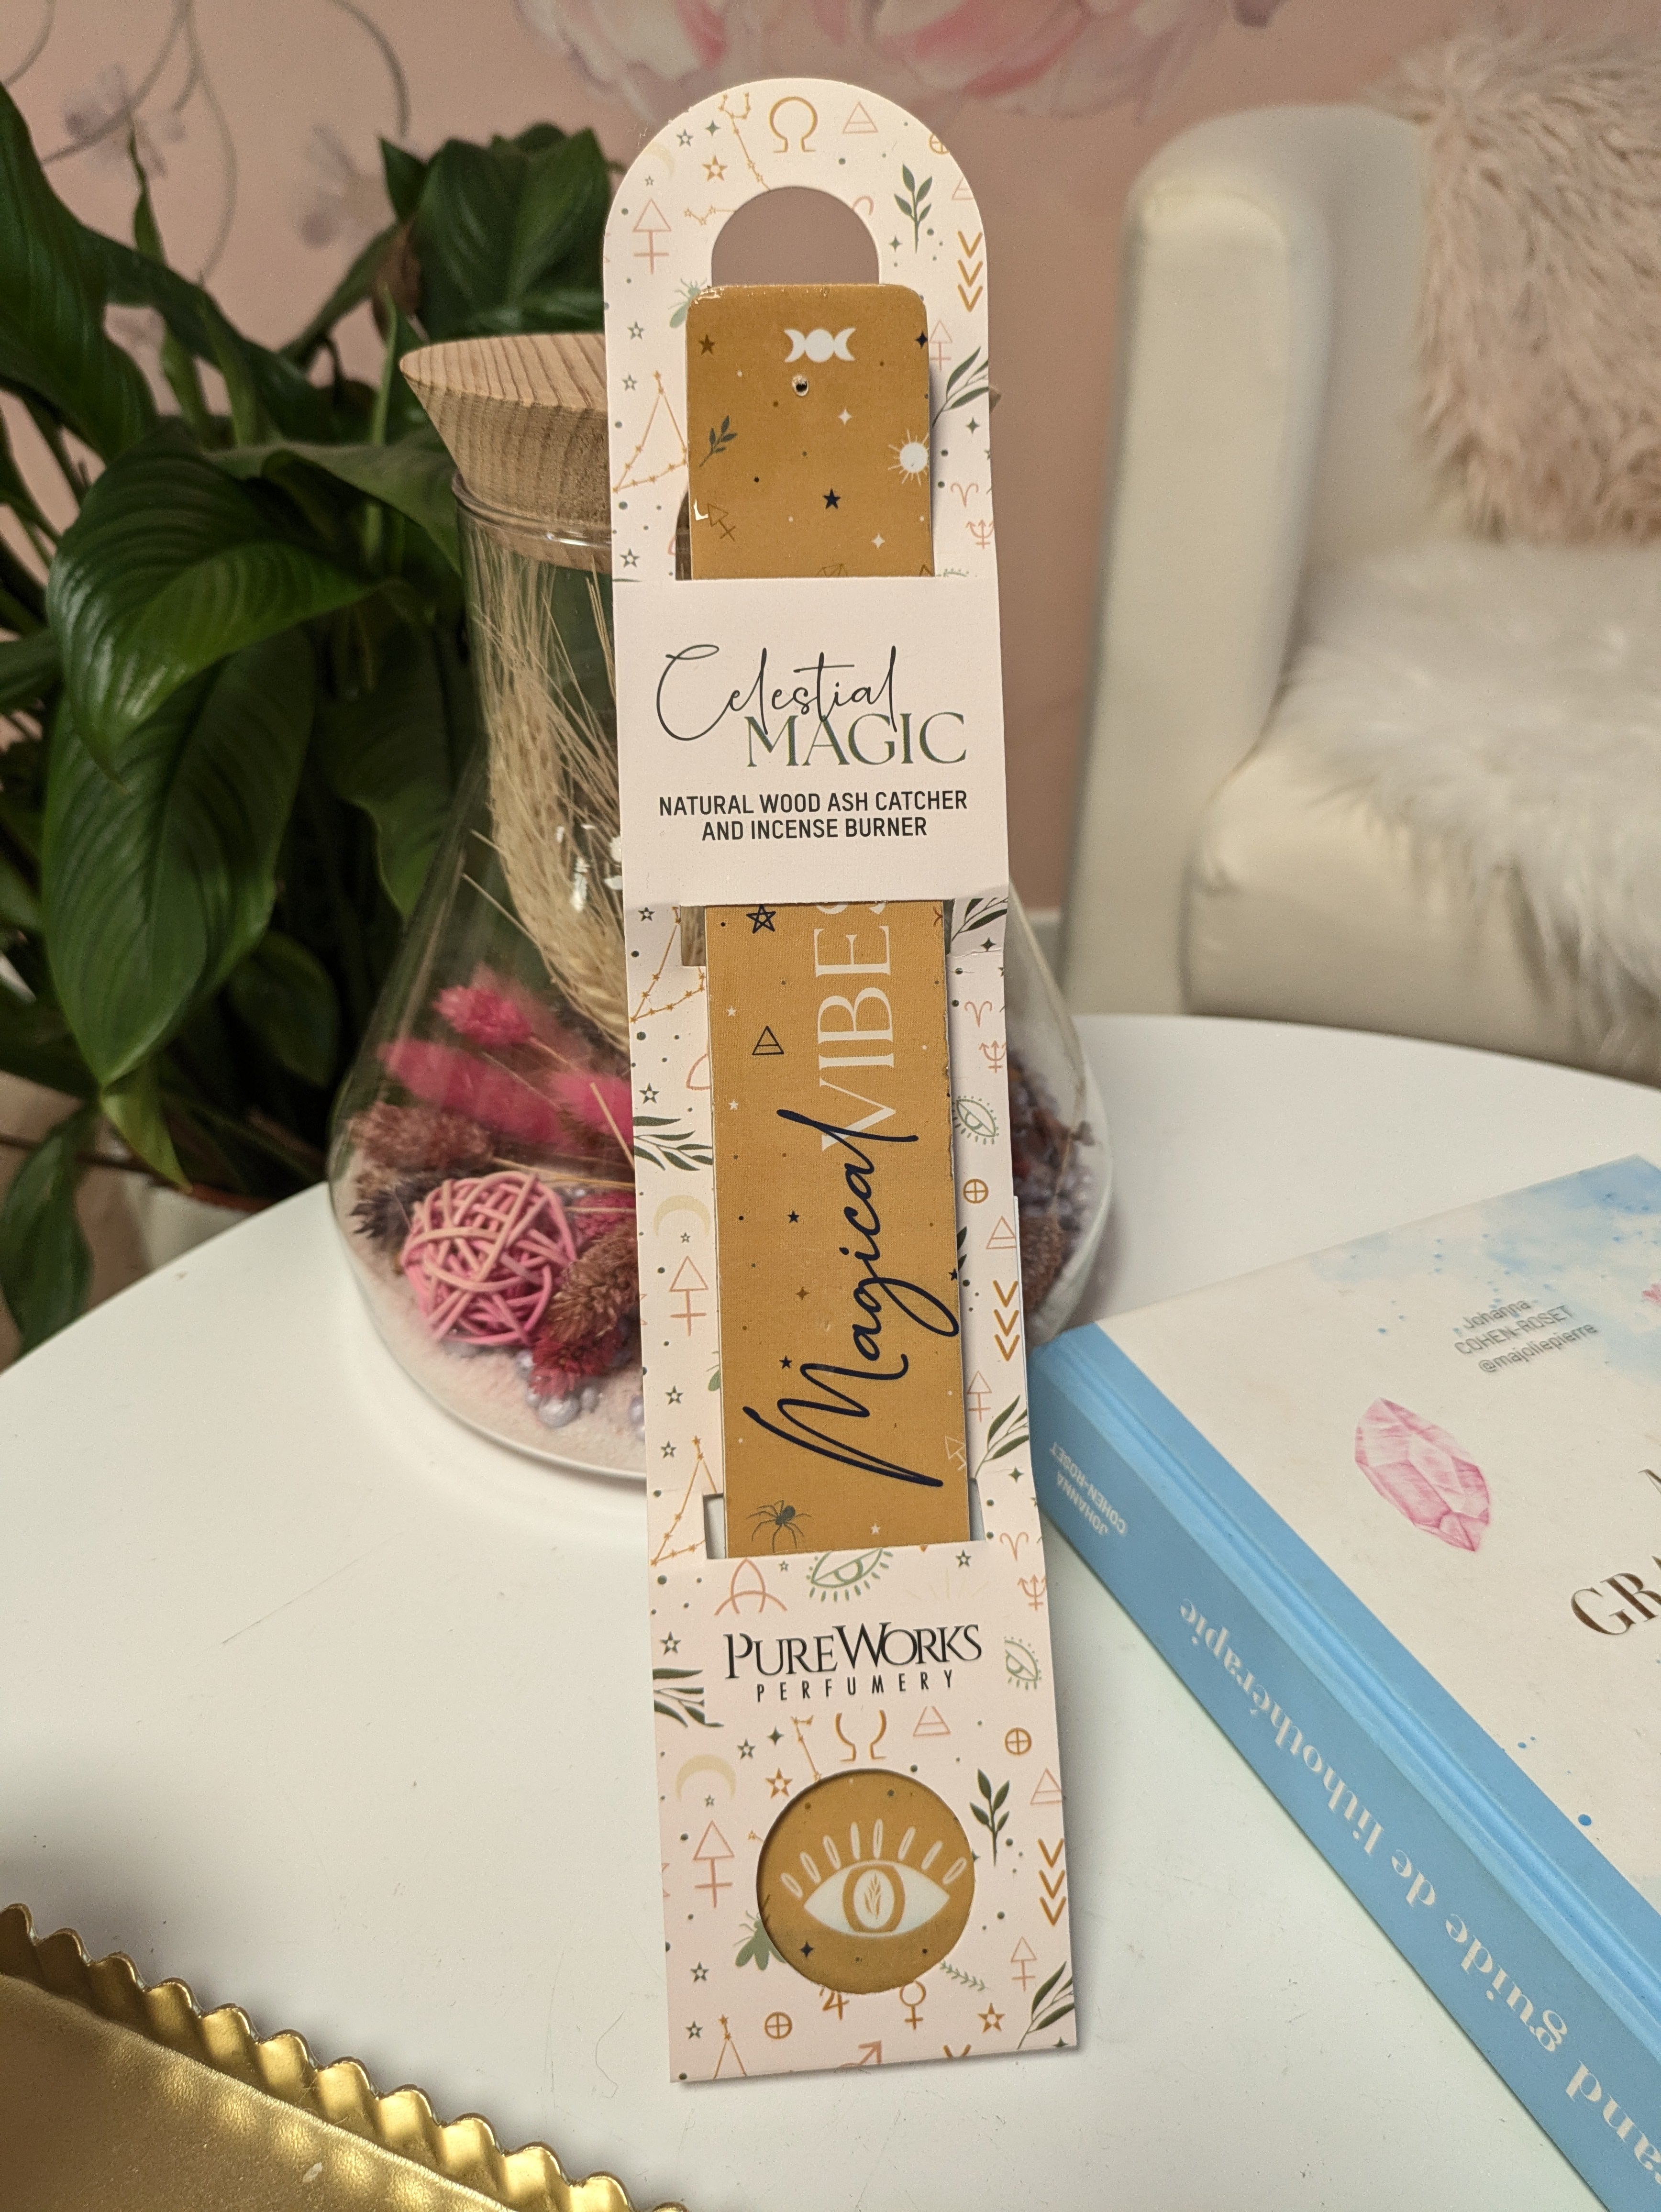 Celestial
MAGIC
NATURAL WOOD ASH CATCHER
AND INCENSE BURNER
Magical VIBES
PUREWORKS
PERFUMERY
Johanna
COHEN-ROSET
@majoliepierre
JOHANNA
COHEN-ROSET
guide de lithothérapie